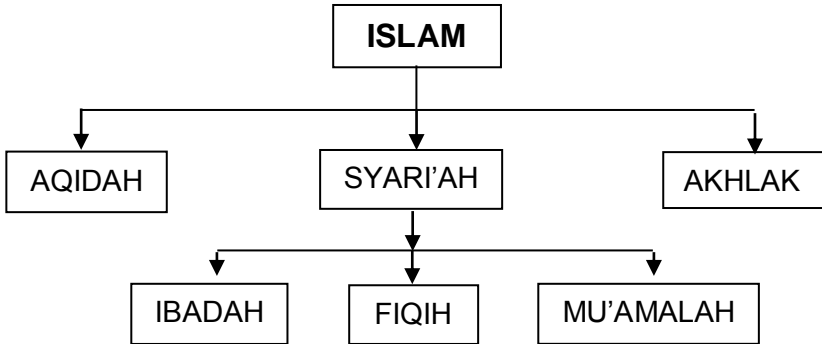 ISLAM
AQIDAH
SYARI'AH
AKHLAK
IBADAH
FIQIH
MU'AMALAH